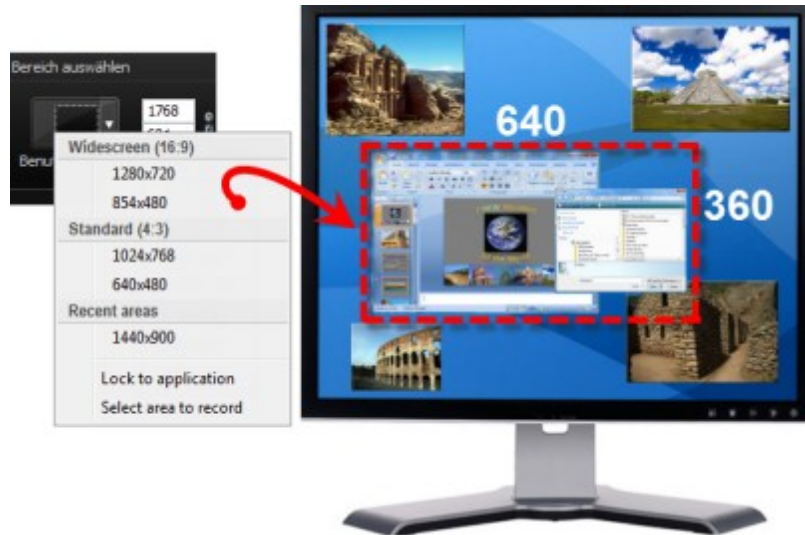 Bereich auswählen
1768
Benu
Widescreen (16:9)
1280x720
854x480
Standard (4:3)
1024x768
640x480
Recent areas
1440x900
Lock to application
Select area to record
640
360